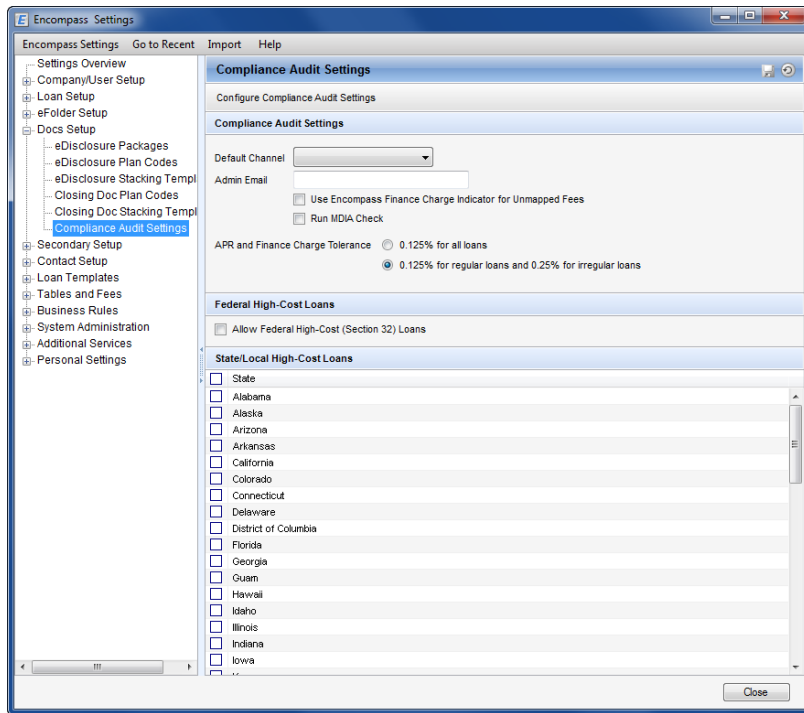 Encompass Settings
Encompass Settings Go to Recent Import Help
Settings Overview
Company/User Setup
Loan Setup
eFolder Setup
Docs Setup
eDisclosure Packages
eDisclosure Plan Codes
eDisclosure Stacking Templ
Closing Doc Plan Codes
Closing Doc Stacking Templ
Compliance Audit Settings
Secondary Setup
Contact Setup
Loan Templates
Tables and Fees
Business Rules
System Administration
Additional Services
Personal Settings
Compliance Audit Settings
Configure Compliance Audit Settings
Compliance Audit Settings
Default Channel
Admin Email
Use Encompass Finance Charge Indicator for Unmapped Fees
Run MDIA Check
APR and Finance Charge Tolerance 0.125% for all loans
0.125% for regular loans and 0.25% for irregular loans
Federal High-Cost Loans
Allow Federal High-Cost (Section 32) Loans
State/Local High-Cost Loans
State
Alabama
Alaska
Arizona
Arkansas
California
Colorado
Connecticut
Delaware
District of Columbia
Florida
Georgia
Guam
Hawaii
Idaho
Illinois
Indiana
Iowa
Close